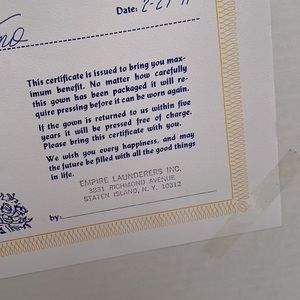 Date: 2-27-
This certificate is issued to bring you max-
imum benefit. No matter how carefully
this gown has been packaged it will re-
quire pressing before it can be worn again.
If the gown is returned to us within five
years it will be pressed free of charge.
Please bring this certificate with you.
We wish you every happiness, and may
the future be filled with all the good things
in life.
EMPIRE LAUNDERERS INC.
3831 RICHMOND AVENUE
STATEN ISLAND, N. Y. 10312
by: